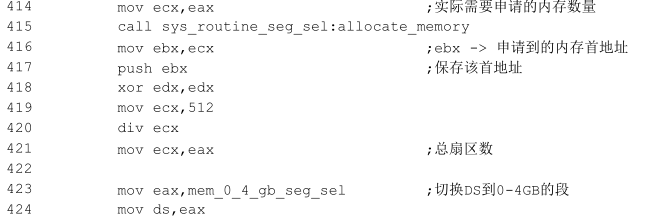 414 mov ecx,eax ;实际需要申请的内存数量
415 call sys_routine_seg_sel:allocate_memory
416 mov ebx,ecx ;ebx -> 申请到的内存首地址
417 push ebx ;保存该首地址
418 xor edx,edx
419 mov ecx,512
420 div ecx
421 mov ecx,eax ;总扇区数
422
423 mov eax,mem_0_4_gb_seg_sel ;切换DS到0-4GB的段
424 mov ds,eax